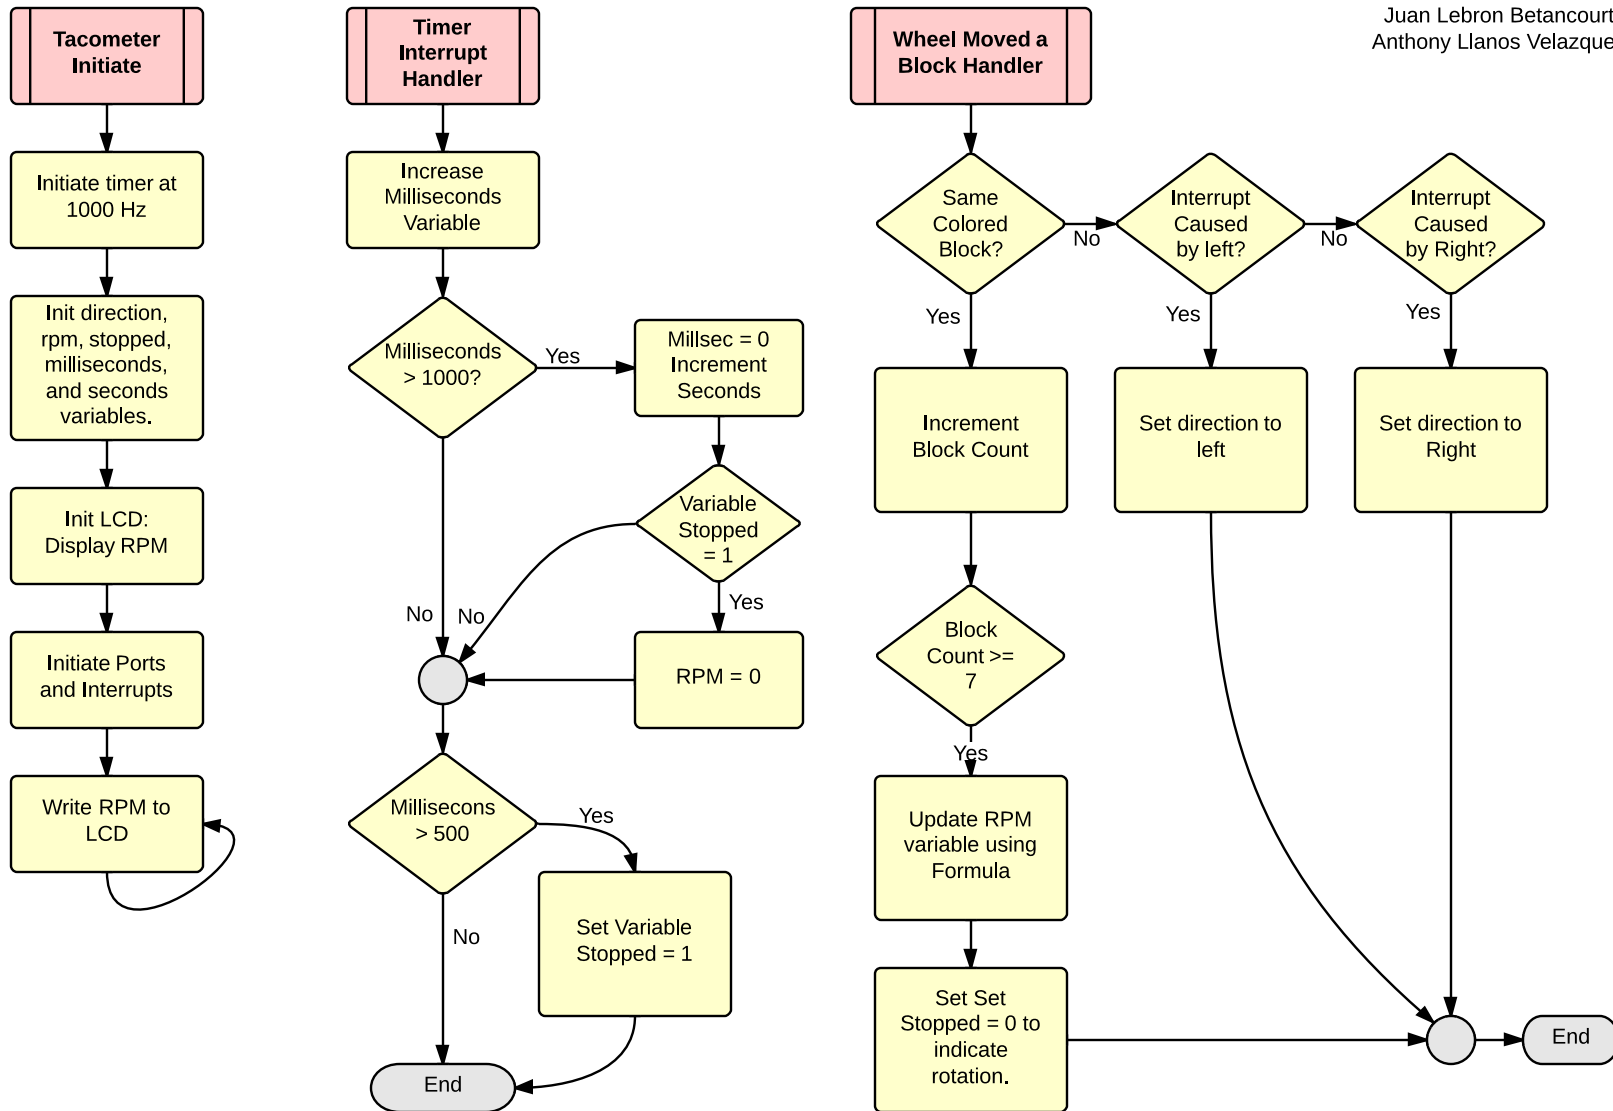 Tacometer
Initiate
Initiate timer at
1000 Hz
Init direction,
rpm, stopped,
milliseconds,
and seconds
variables.
Init LCD:
Display RPM
Initiate Ports
and Interrupts
Write RPM to
LCD
Timer
Interrupt
Handler
Increase
Milliseconds
Variable
Milliseconds
> 1000?
Yes
No
Millsec = 0
Increment
Seconds
Variable
Stopped
= 1
No
Yes
RPM = 0
Millisecons
> 500
Yes
No
Set Variable
Stopped = 1
End
Wheel Moved a
Block Handler
Same
Colored
Block?
No
Yes
Interrupt
Caused
by left?
No
Yes
Interrupt
Caused
by Right?
Yes
Increment
Block Count
Set direction to
left
Set direction to
Right
Block
Count >=
7
Yes
Update RPM
variable using
Formula
Set Set
Stopped = 0 to
indicate
rotation.
End
Juan Lebron Betancourt
Anthony Llanos Velazque